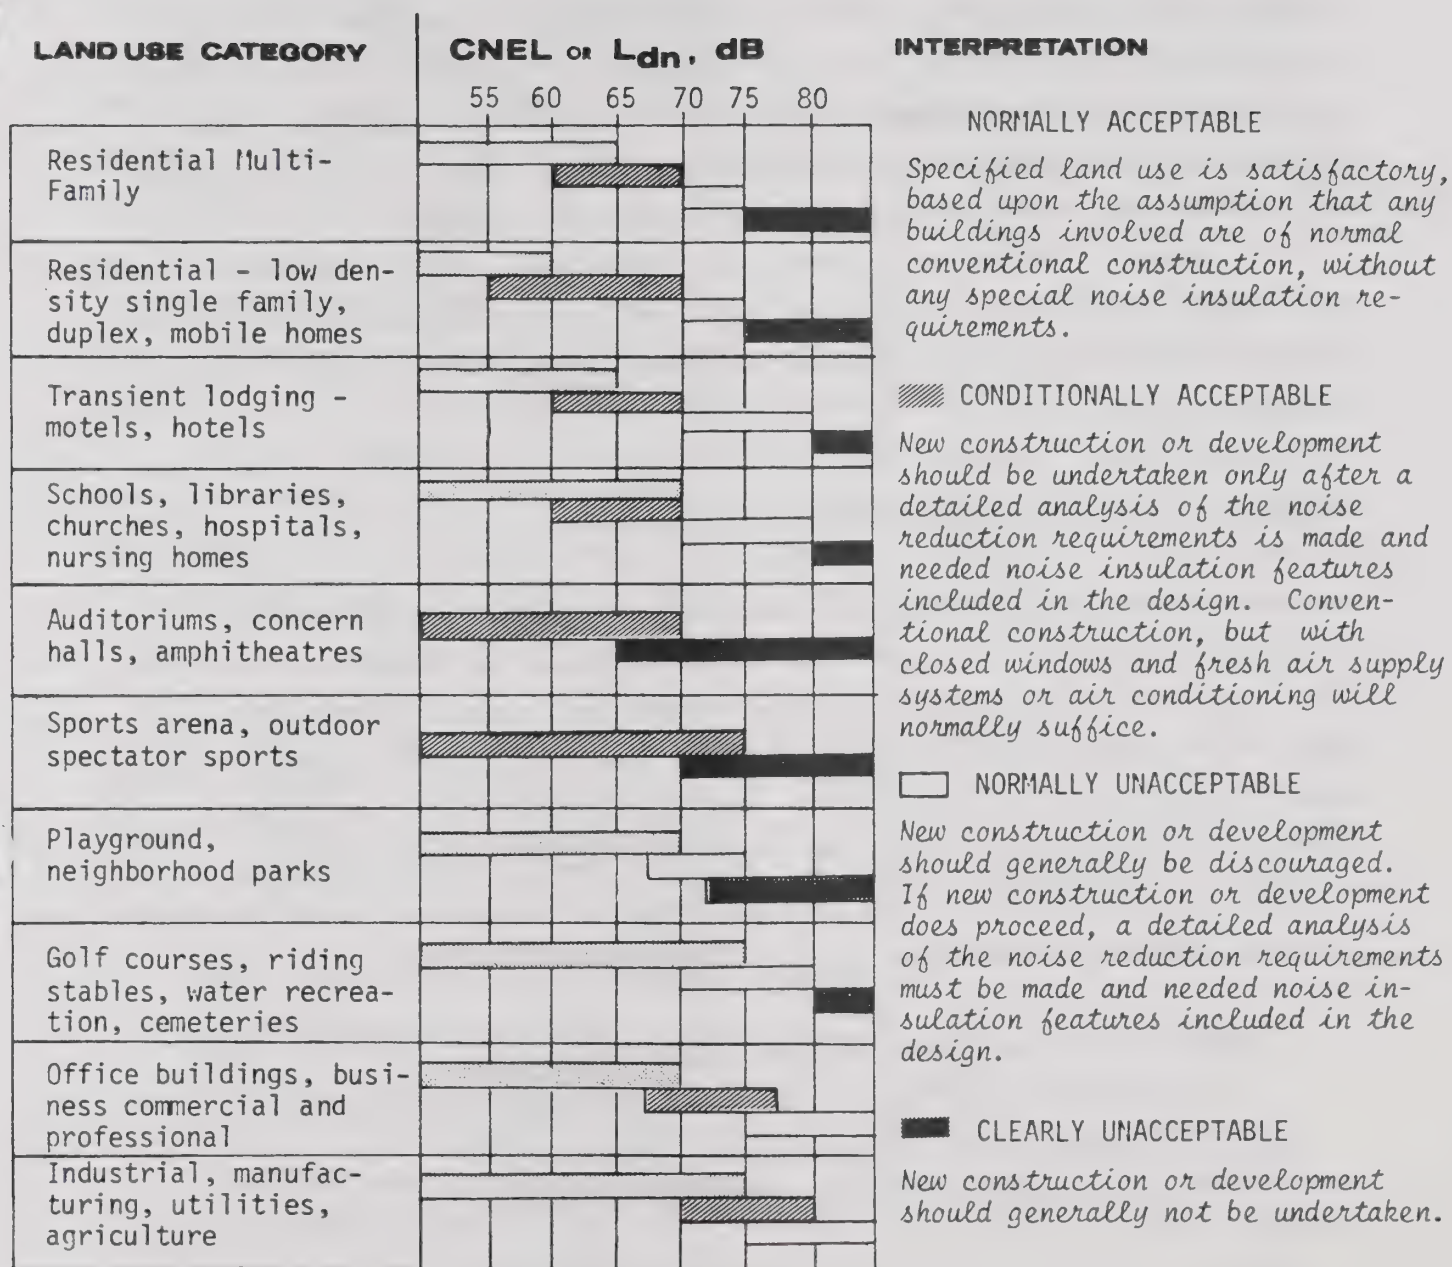 LAND USE CATEGORY
CNEL OR Ldn, dB
55 60 65 70 75 80
Residential Multi-
Family
Residential - low den-
sity single family,
duplex, mobile homes
Transient lodging -
motels, hotels
Schools, libraries,
churches, hospitals,
nursing homes
Auditoriums, concern
halls, amphitheatres
Sports arena, outdoor
spectator sports
Playground,
neighborhood parks
Golf courses, riding
stables, water recrea-
tion, cemeteries
Office buildings, busi-
ness commercial and
professional
Industrial, manufac-
turing, utilities,
agriculture
INTERPRETATION
NORMALLY ACCEPTABLE
Specified land use is satisfactory,
based upon the assumption that any
buildings involved are of normal
conventional construction, without
any special noise insulation re-
quirements.
CONDITIONALLY ACCEPTABLE
New construction or development
should be undertaken only after a
detailed analysis of the noise
reduction requirements is made and
needed noise insulation features
included in the design. Conven-
tional construction, but with
closed windows and fresh air supply
systems or air conditioning will
normally suffice.
NORMALLY UNACCEPTABLE
New construction or development
should generally be discouraged.
If new construction or development
does proceed, a detailed analysis
of the noise reduction requirements
must be made and needed noise in-
sulation features included in the
design.
CLEARLY UNACCEPTABLE
New construction or development
should generally not be undertaken.